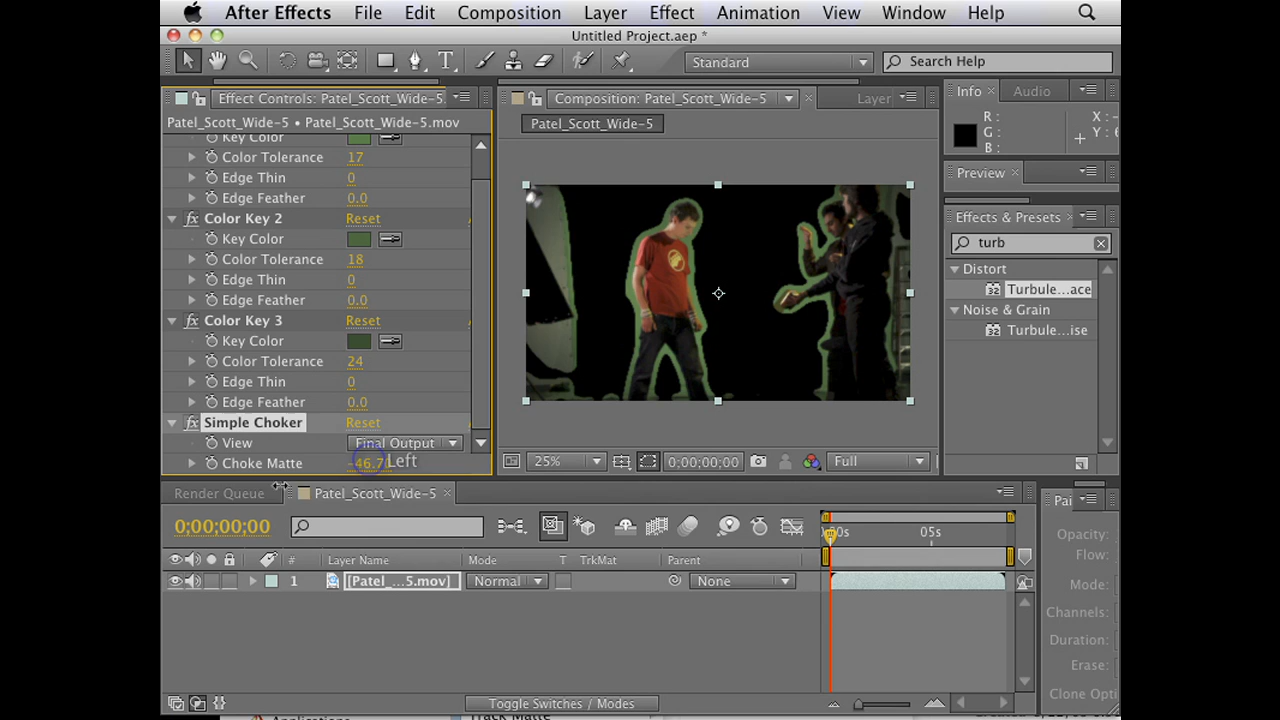 After Effects File Edit Composition Layer Effect Animation View Window Help
Untitled Project.aep *
Standard
Search Help
Effect Controls: Patel_Scott_Wide-5
Composition: Patel_Scott_Wide-5
Layer
Info
Audio
Patel_Scott_Wide-5 • Patel_Scott_Wide-5.mov
Patel_Scott_Wide-5
R:
G:
B:
X: -
Y: 6
Key Color
Color Tolerance 17
Edge Thin 0
Edge Feather 0.0
fx Color Key 2 Reset
Key Color
Color Tolerance 18
Edge Thin 0
Edge Feather 0.0
fx Color Key 3 Reset
Key Color
Color Tolerance 24
Edge Thin 0
Edge Feather 0.0
fx Simple Choker Reset
View Final Output
Choke Matte -46.7
Left
Preview
Effects & Presets
turb
Distort
Turbule...ace
Noise & Grain
Turbule...ise
25%
0;00;00;00
Full
Render Queue
Patel_Scott_Wide-5
0;00;00;00
:00s
05s
# Layer Name Mode T TrkMat Parent
1 [Patel_...5.mov] Normal None
Toggle Switches / Modes
Pai
Opacity:
Flow:
Mode:
Channels:
Duration:
Erase:
Clone Opti
Applications
Track Matte